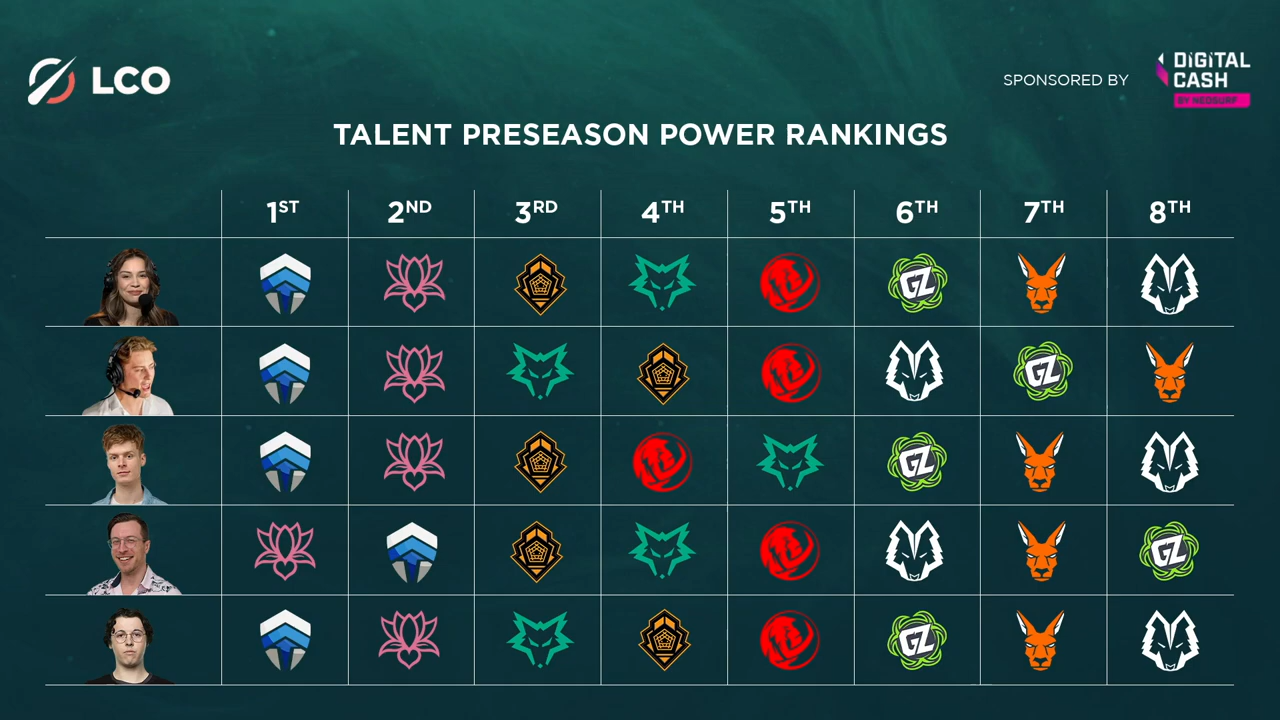 LCO
SPONSORED BY
DIGITAL
CASH
BY NEOSURF
TALENT PRESEASON POWER RANKINGS
1ST 2ND 3RD 4TH 5TH 6TH 7TH 8TH
GZ
GZ
GZ
GZ
GZ